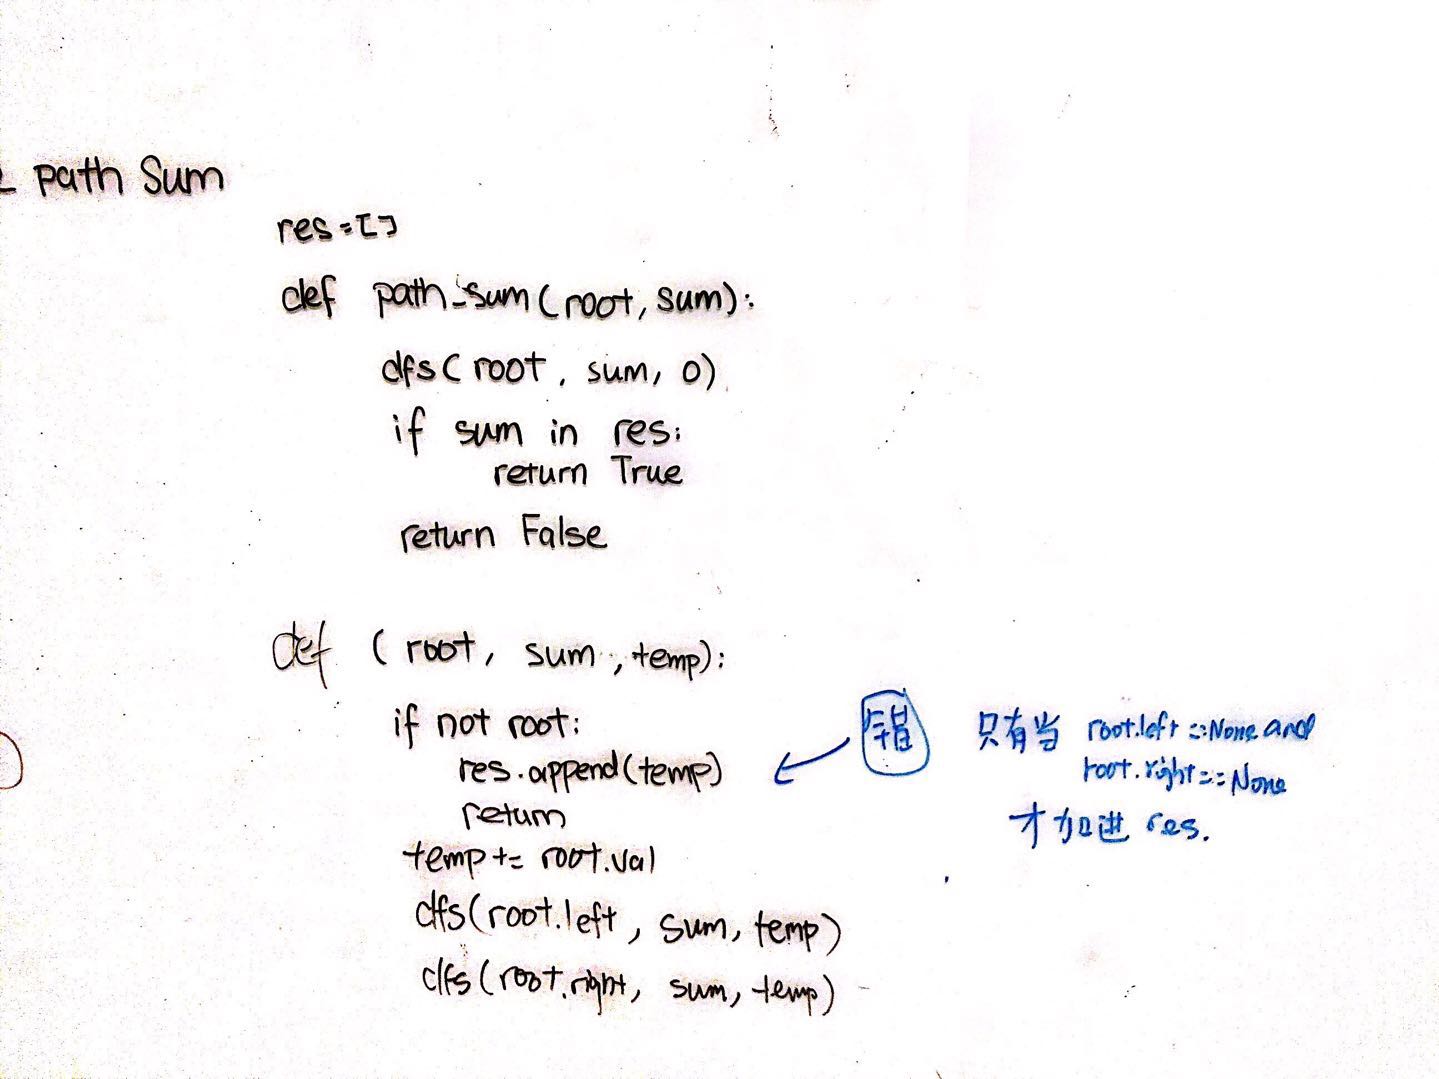 path Sum
res=[]
def path_sum(root, sum):
dfs(root, sum, 0)
if sum in res:
return True
return False
def (root, sum, temp):
if not root:
res.append(temp)
return
temp += root.val
dfs(root.left, sum, temp)
dfs(root.right, sum, temp)
错
只有当 root.left == None and
root.right == None
才加进 res.